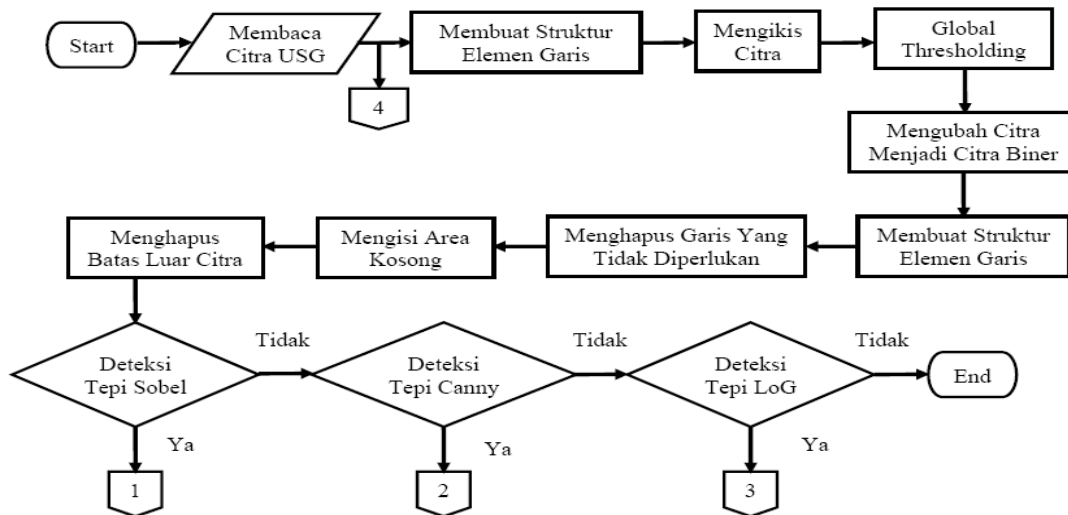 Start
Membaca
Citra USG
Membuat Struktur
Elemen Garis
Mengikis
Citra
Global
Thresholding
4
Mengubah Citra
Menjadi Citra Biner
Menghapus
Batas Luar Citra
Mengisi Area
Kosong
Menghapus Garis Yang
Tidak Diperlukan
Membuat Struktur
Elemen Garis
Deteksi
Tepi Sobel
Tidak
Deteksi
Tepi Canny
Tidak
Deteksi
Tepi LoG
Tidak
End
Ya
Ya
Ya
1
2
3